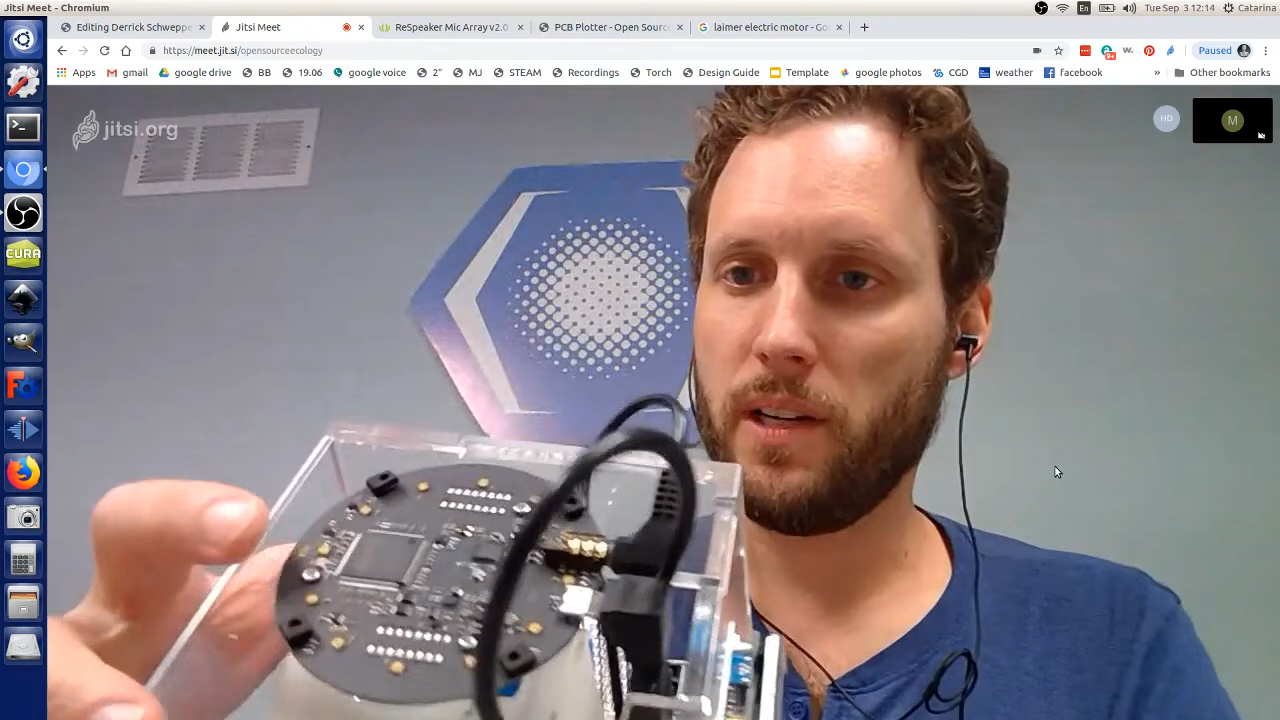 Jitsi Meet - Chromium
En
Tue Sep 3 12:14
Catarina
Editing Derrick Schweppe
Jitsi Meet
ReSpeaker Mic Array v2.0
PCB Plotter - Open Sourc
laimer electric motor - Go
https://meet.jit.si/opensourceecology
9+
W.
Paused
Apps
gmail
google drive
BB
19.06
google voice
2"
MJ
STEAM
Recordings
Torch
Design Guide
Template
google photos
CGD
weather
facebook
»
Other bookmarks
jitsi.org
HD
M
CURA